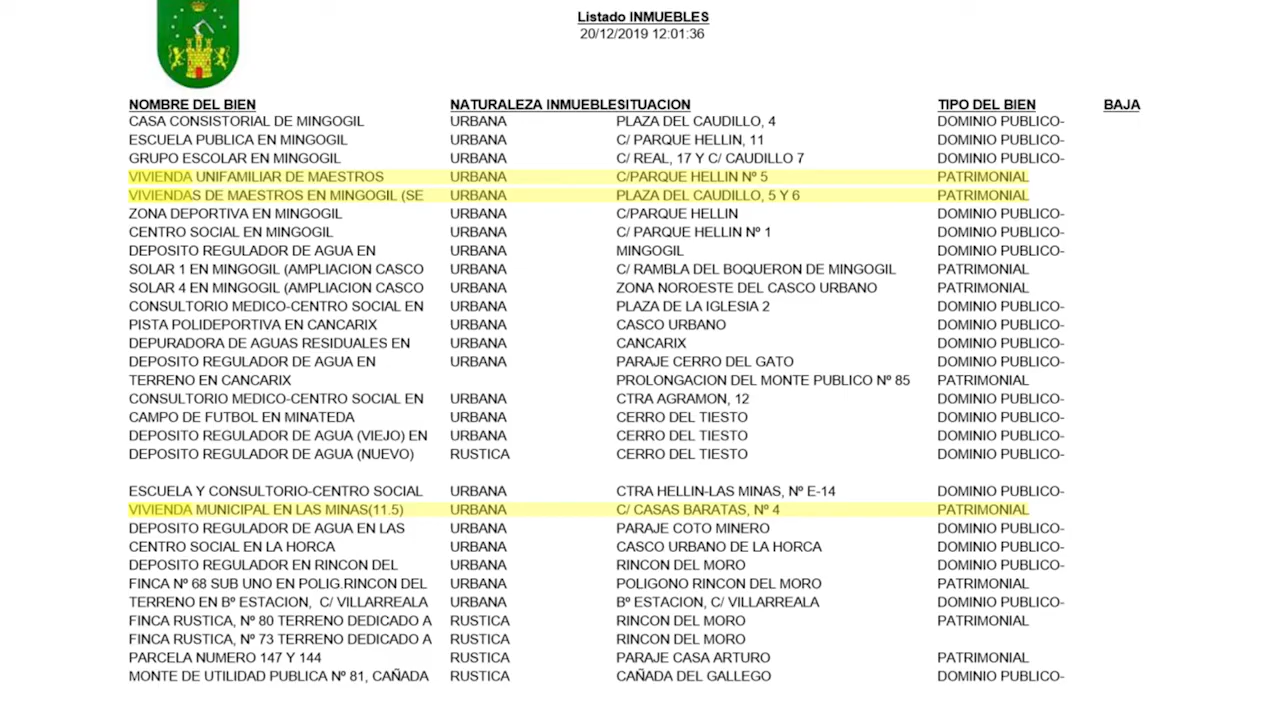 Listado INMUEBLES
20/12/2019 12:01:36
NOMBRE DEL BIEN NATURALEZA INMUEBLESITUACION TIPO DEL BIEN BAJA
CASA CONSISTORIAL DE MINGOGIL URBANA PLAZA DEL CAUDILLO, 4 DOMINIO PUBLICO-
ESCUELA PUBLICA EN MINGOGIL URBANA C/ PARQUE HELLIN, 11 DOMINIO PUBLICO-
GRUPO ESCOLAR EN MINGOGIL URBANA C/ REAL, 17 Y C/ CAUDILLO 7 DOMINIO PUBLICO-
VIVIENDA UNIFAMILIAR DE MAESTROS URBANA C/PARQUE HELLIN Nº 5 PATRIMONIAL
VIVIENDAS DE MAESTROS EN MINGOGIL (SE URBANA PLAZA DEL CAUDILLO, 5 Y 6 PATRIMONIAL
ZONA DEPORTIVA EN MINGOGIL URBANA C/PARQUE HELLIN DOMINIO PUBLICO-
CENTRO SOCIAL EN MINGOGIL URBANA C/ PARQUE HELLIN Nº 1 DOMINIO PUBLICO-
DEPOSITO REGULADOR DE AGUA EN URBANA MINGOGIL DOMINIO PUBLICO-
SOLAR 1 EN MINGOGIL (AMPLIACION CASCO URBANA C/ RAMBLA DEL BOQUERON DE MINGOGIL PATRIMONIAL
SOLAR 4 EN MINGOGIL (AMPLIACION CASCO URBANA ZONA NOROESTE DEL CASCO URBANO PATRIMONIAL
CONSULTORIO MEDICO-CENTRO SOCIAL EN URBANA PLAZA DE LA IGLESIA 2 DOMINIO PUBLICO-
PISTA POLIDEPORTIVA EN CANCARIX URBANA CASCO URBANO DOMINIO PUBLICO-
DEPURADORA DE AGUAS RESIDUALES EN URBANA CANCARIX DOMINIO PUBLICO-
DEPOSITO REGULADOR DE AGUA EN URBANA PARAJE CERRO DEL GATO DOMINIO PUBLICO-
TERRENO EN CANCARIX PROLONGACION DEL MONTE PUBLICO Nº 85 PATRIMONIAL
CONSULTORIO MEDICO-CENTRO SOCIAL EN URBANA CTRA AGRAMON, 12 DOMINIO PUBLICO-
CAMPO DE FUTBOL EN MINATEDA URBANA CERRO DEL TIESTO DOMINIO PUBLICO-
DEPOSITO REGULADOR DE AGUA (VIEJO) EN URBANA CERRO DEL TIESTO DOMINIO PUBLICO-
DEPOSITO REGULADOR DE AGUA (NUEVO) RUSTICA CERRO DEL TIESTO DOMINIO PUBLICO-
ESCUELA Y CONSULTORIO-CENTRO SOCIAL URBANA CTRA HELLIN-LAS MINAS, Nº E-14 DOMINIO PUBLICO-
VIVIENDA MUNICIPAL EN LAS MINAS(11.5) URBANA C/ CASAS BARATAS, Nº 4 PATRIMONIAL
DEPOSITO REGULADOR DE AGUA EN LAS URBANA PARAJE COTO MINERO DOMINIO PUBLICO-
CENTRO SOCIAL EN LA HORCA URBANA CASCO URBANO DE LA HORCA DOMINIO PUBLICO-
DEPOSITO REGULADOR EN RINCON DEL URBANA RINCON DEL MORO DOMINIO PUBLICO-
FINCA Nº 68 SUB UNO EN POLIG.RINCON DEL URBANA POLIGONO RINCON DEL MORO PATRIMONIAL
TERRENO EN Bº ESTACION, C/ VILLARREALA URBANA Bº ESTACION, C/ VILLARREALA DOMINIO PUBLICO-
FINCA RUSTICA, Nº 80 TERRENO DEDICADO A RUSTICA RINCON DEL MORO PATRIMONIAL
FINCA RUSTICA, Nº 73 TERRENO DEDICADO A RUSTICA RINCON DEL MORO
PARCELA NUMERO 147 Y 144 RUSTICA PARAJE CASA ARTURO PATRIMONIAL
MONTE DE UTILIDAD PUBLICA Nº 81, CAÑADA RUSTICA CAÑADA DEL GALLEGO DOMINIO PUBLICO-